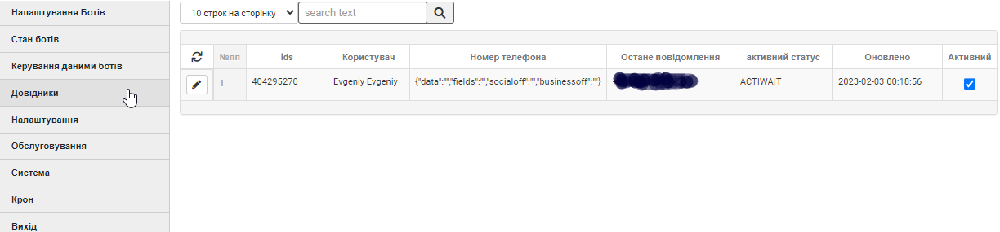 Налаштування Ботів
Стан ботів
Керування даними ботів
Довідники
Налаштування
Обслуговування
Система
Крон
Вихід
10 строк на сторінку search text
№пп ids Користувач Номер телефона Остане повідомлення активний статус Оновлено Активний
1 404295270 Evgeniy Evgeniy {"data":"","fields":"","socialoff":"","businessoff":""} ACTIWAIT 2023-02-03 00:18:56